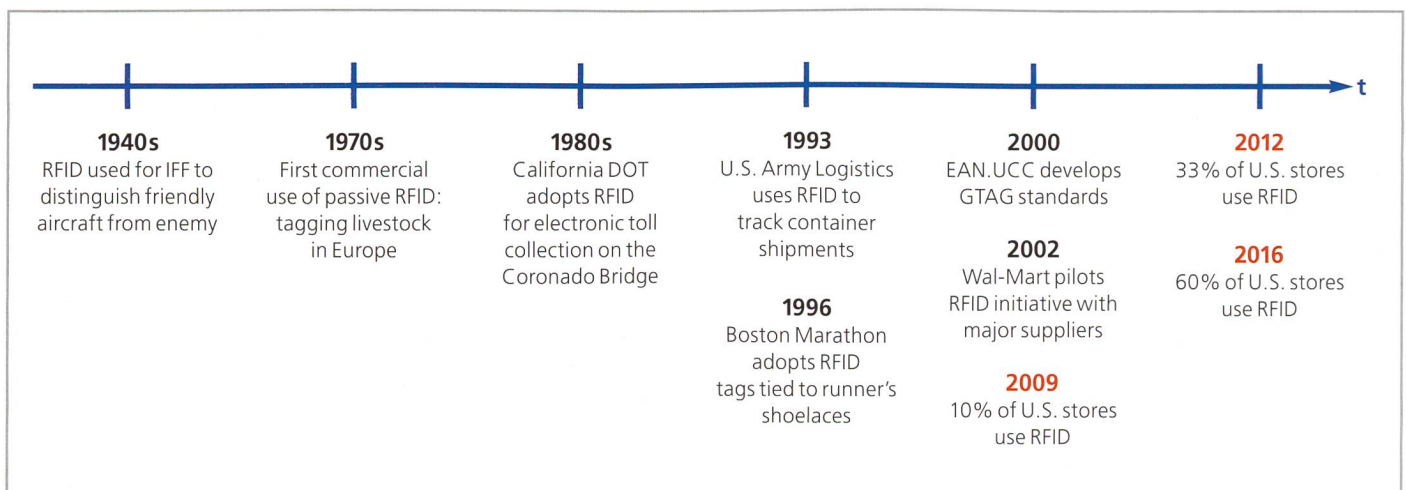 t
1940s
RFID used for IFF to
distinguish friendly
aircraft from enemy
1970s
First commercial
use of passive RFID:
tagging livestock
in Europe
1980s
California DOT
adopts RFID
for electronic toll
collection on the
Coronado Bridge
1993
U.S. Army Logistics
uses RFID to
track container
shipments
1996
Boston Marathon
adopts RFID
tags tied to runner's
shoelaces
2000
EAN.UCC develops
GTAG standards
2002
Wal-Mart pilots
RFID initiative with
major suppliers
2009
10% of U.S. stores
use RFID
2012
33% of U.S. stores
use RFID
2016
60% of U.S. stores
use RFID